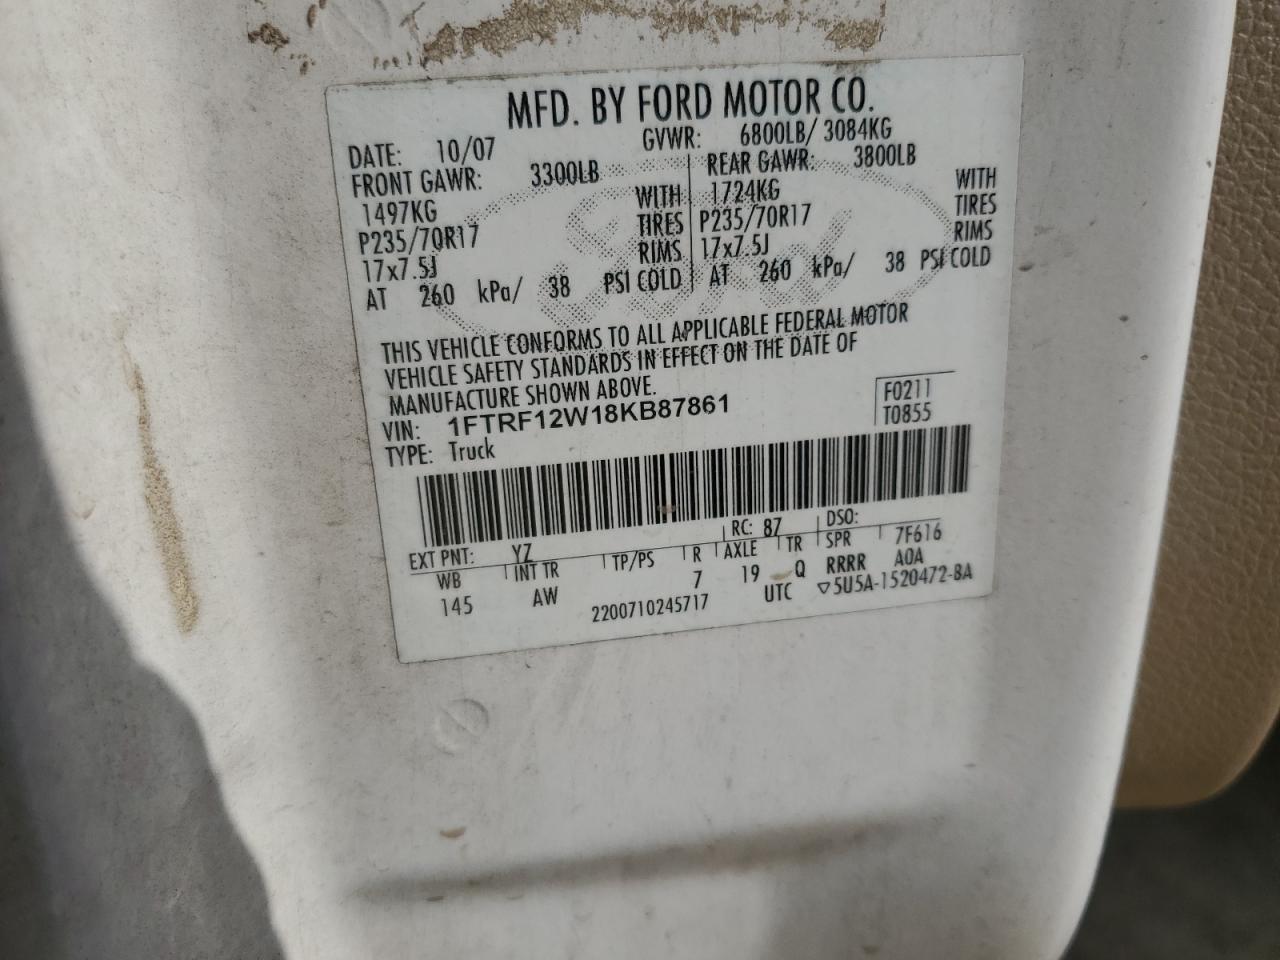 MFD. BY FORD MOTOR CO.
DATE: 10/07 GVWR: 6800LB/ 3084KG
FRONT GAWR: 3300LB REAR GAWR: 3800LB
1497KG WITH 1724KG WITH
P235/70R17 TIRES P235/70R17 TIRES
17x7.5J RIMS 17x7.5J RIMS
AT 260 kPa/ 38 PSI COLD AT 260 kPa/ 38 PSI COLD
Ford
THIS VEHICLE CONFORMS TO ALL APPLICABLE FEDERAL MOTOR
VEHICLE SAFETY STANDARDS IN EFFECT ON THE DATE OF
MANUFACTURE SHOWN ABOVE.
VIN: 1FTRF12W18KB87861 F0211
TYPE: Truck T0855
EXT PNT: YZ RC: 87 DSO:
WB INT TR TP/PS R AXLE TR SPR 7F616
145 AW 7 19 Q RRRR A0A
2200710245717 UTC ▽5U5A-1520472-BA